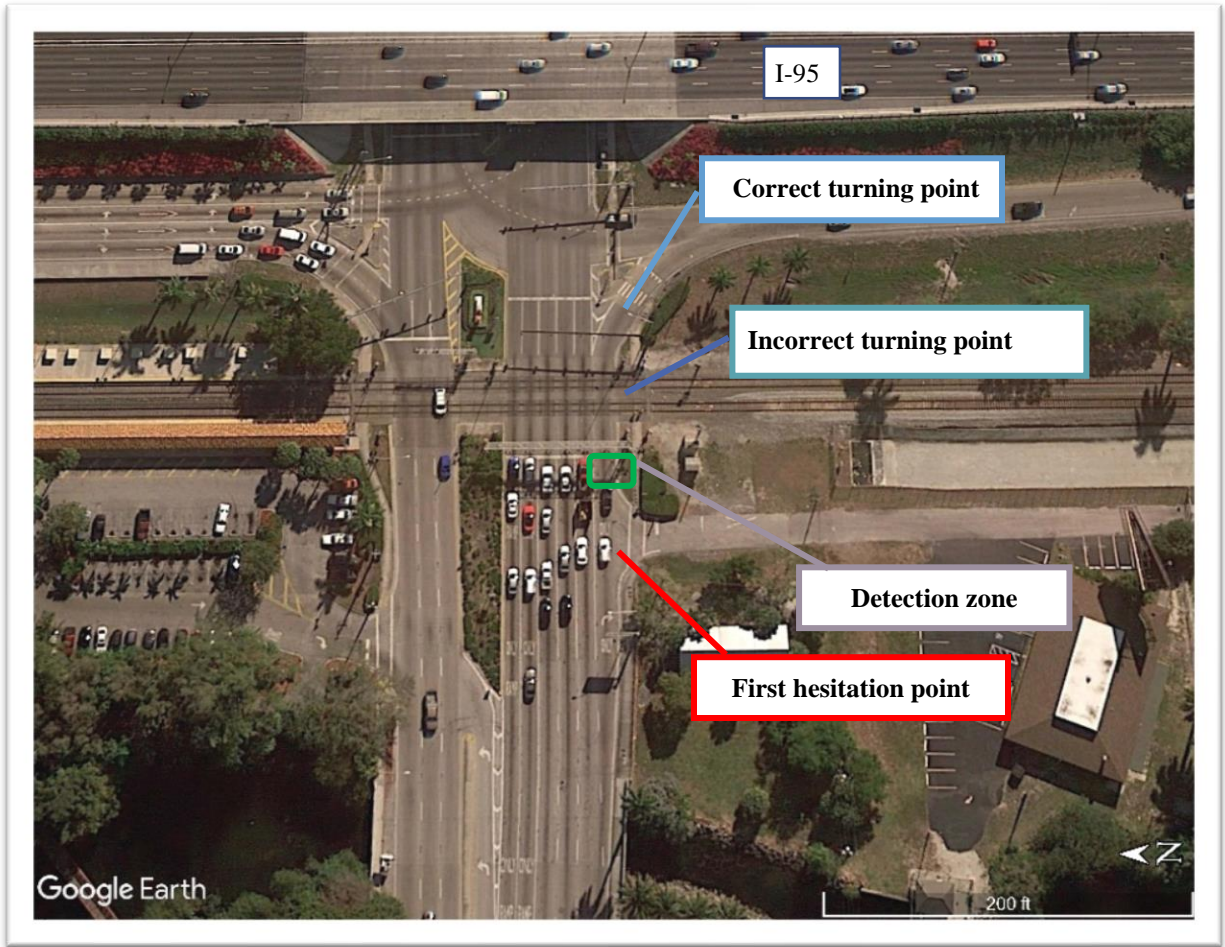 I-95
Correct turning point
Incorrect turning point
Detection zone
First hesitation point
N
Google Earth
200 ft